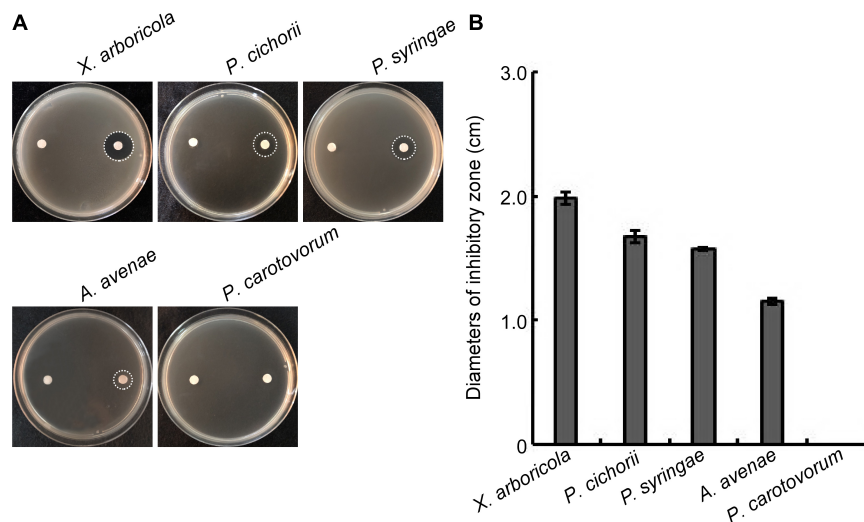 A
X. arboricola
P. cichorii
P. syringae
A. avenae
P. carotovorum
B
Diameters of inhibitory zone (cm)
3.0
2.0
1.0
0
X. arboricola
P. cichorii
P. syringae
A. avenae
P. carotovorum